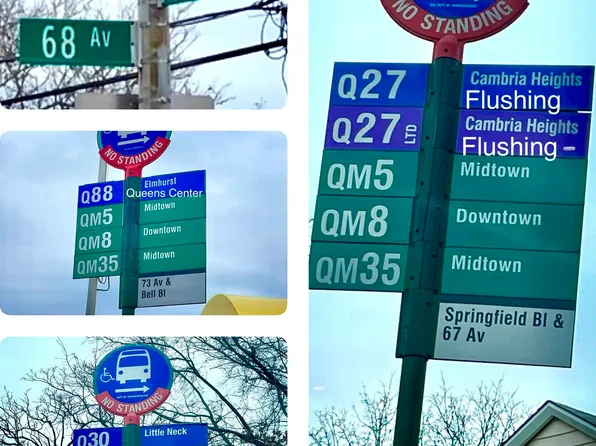 68 Av
NO STANDING
Q88 Elmhurst
Queens Center
QM5 Midtown
QM8 Downtown
QM35 Midtown
73 Av &
Bell Bl
NO STANDING
Q30 Little Neck
NO STANDING
Q27 Cambria Heights
Flushing
Q27 LTD Cambria Heights
Flushing
QM5 Midtown
QM8 Downtown
QM35 Midtown
Springfield Bl &
67 Av